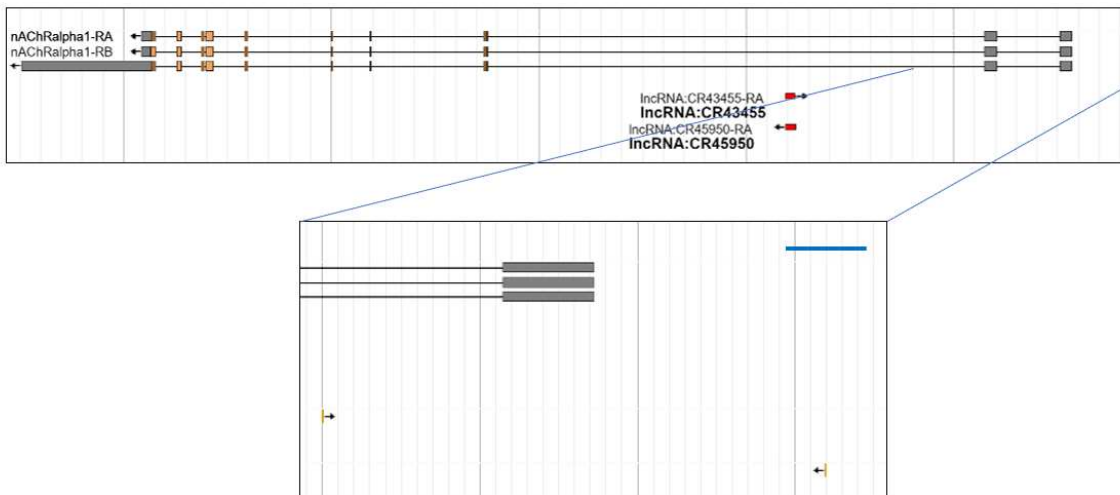 nAChRalpha1-RA
nAChRalpha1-RB
lncRNA:CR43455-RA
lncRNA:CR43455
lncRNA:CR45950-RA
lncRNA:CR45950